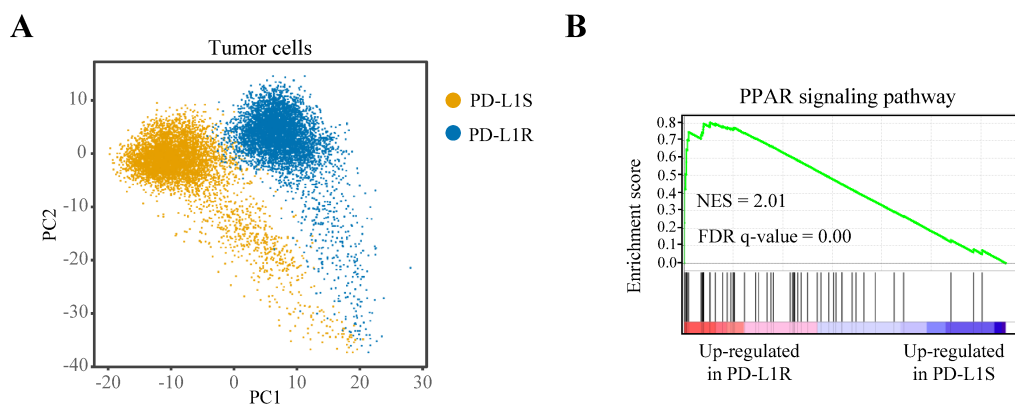 A
Tumor cells
PC2
10
0
-10
-20
-30
-40
-20
-10
0
10
20
30
PC1
PD-L1S
PD-L1R
B
PPAR signaling pathway
Enrichment score
0.8
0.7
0.6
0.5
0.4
0.3
0.2
0.1
0.0
NES = 2.01
FDR q-value = 0.00
Up-regulated
in PD-L1R
Up-regulated
in PD-L1S